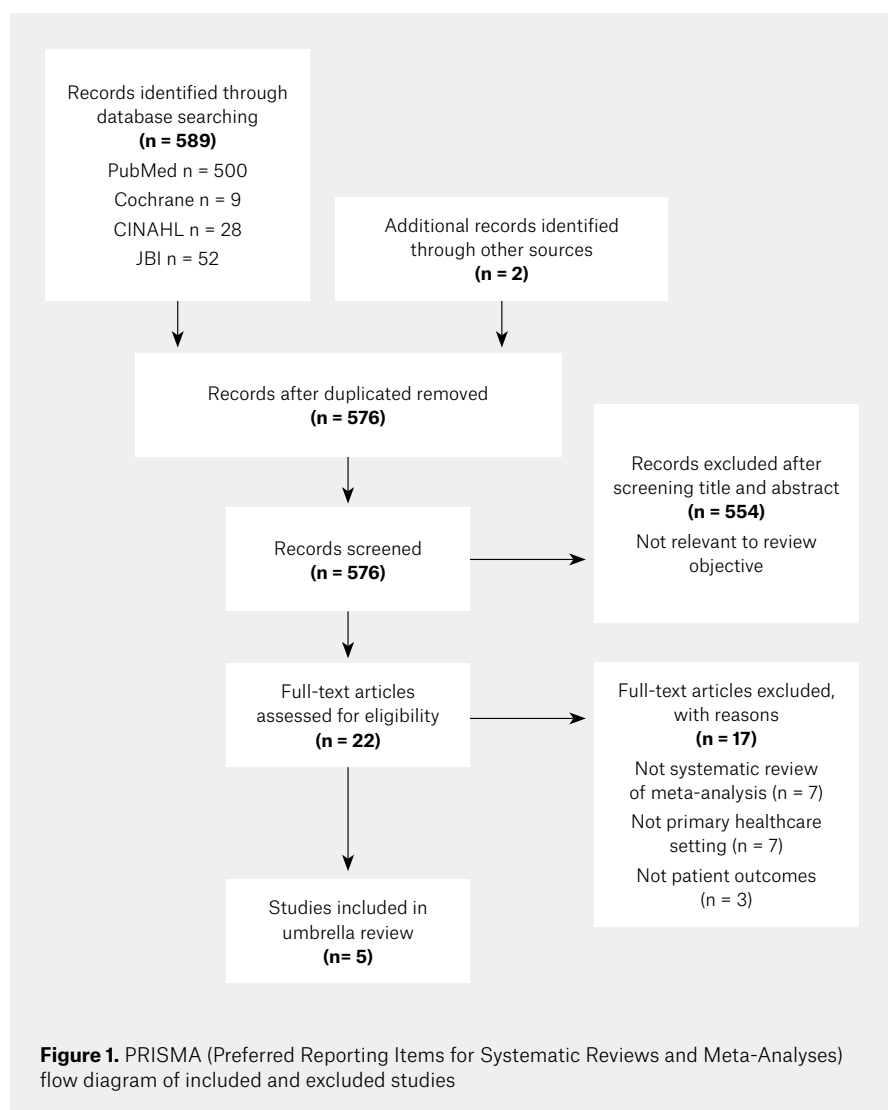 Records identified through
database searching
(n = 589)
PubMed n = 500
Cochrane n = 9
CINAHL n = 28
JBI n = 52
Additional records identified
through other sources
(n = 2)
Records after duplicated removed
(n = 576)
Records screened
(n = 576)
Records excluded after
screening title and abstract
(n = 554)
Not relevant to review
objective
Full-text articles
assessed for eligibility
(n = 22)
Full-text articles excluded,
with reasons
(n = 17)
Not systematic review
of meta-analysis (n = 7)
Not primary healthcare
setting (n = 7)
Not patient outcomes
(n = 3)
Studies included in
umbrella review
(n= 5)
Figure 1. PRISMA (Preferred Reporting Items for Systematic Reviews and Meta-Analyses)
flow diagram of included and excluded studies